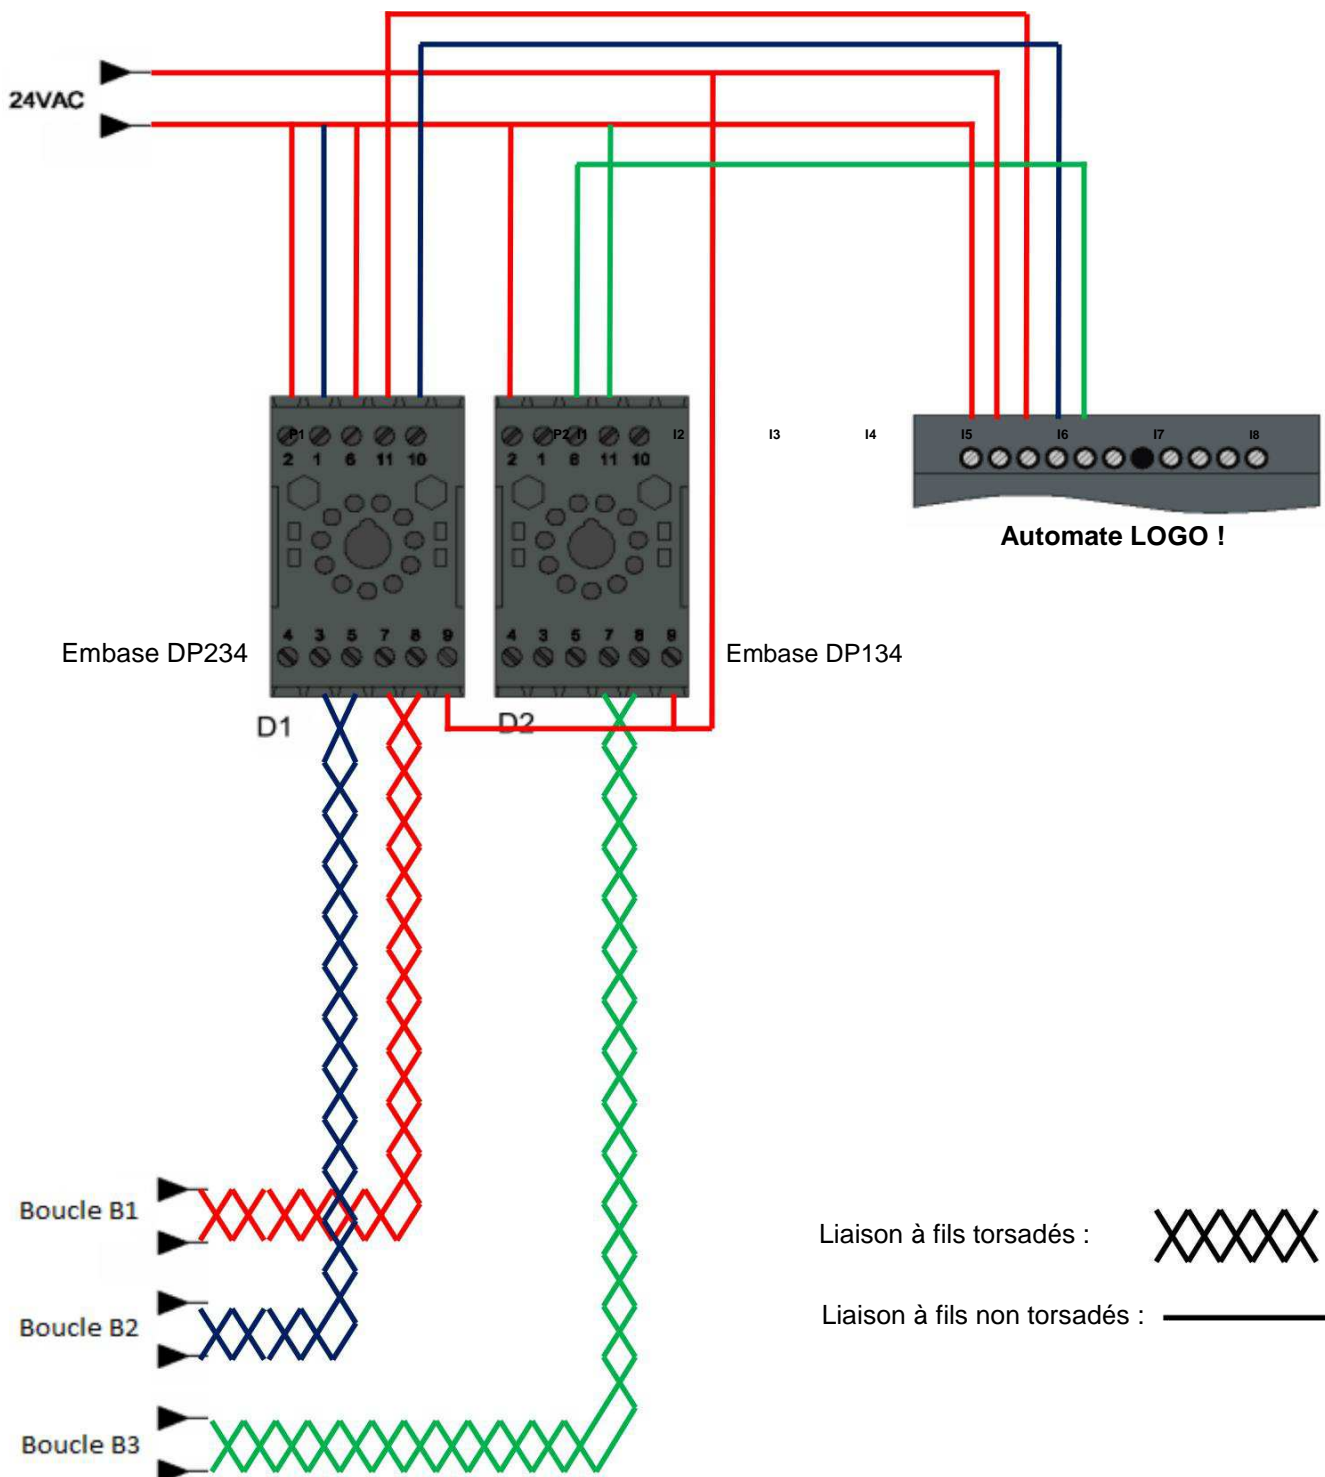 24VAC
P1 P2 I1 I2 I3 I4 I5 I6 I7 I8
2 1 6 11 10
2 1 6 11 10
Automate LOGO !
4 3 5 7 8 9
4 3 5 7 8 9
Embase DP234
Embase DP134
D1
D2
Boucle B1
Liaison à fils torsadés :
Boucle B2
Liaison à fils non torsadés :
Boucle B3